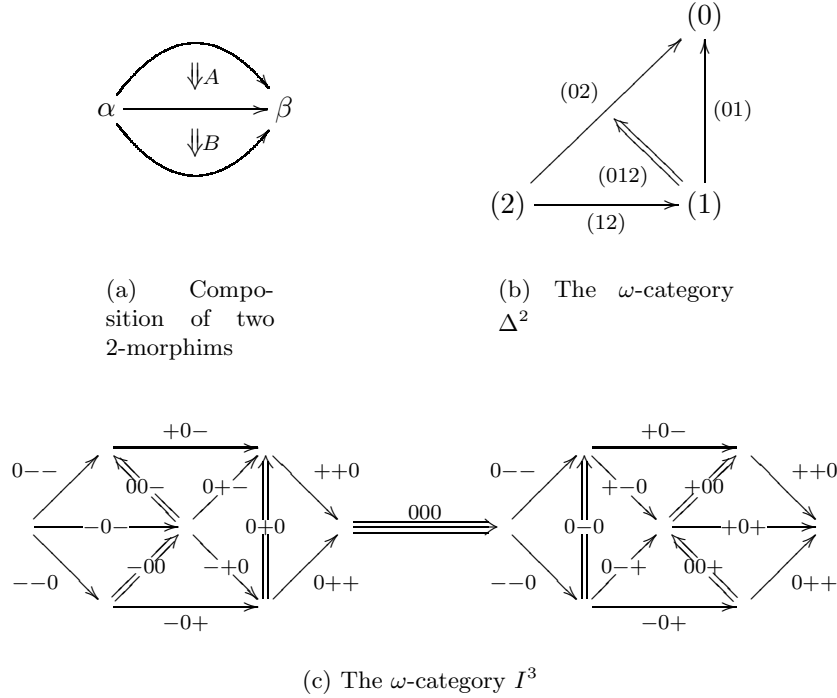 (0)
A
α β
B
(02)
(01)
(012)
(2) (1)
(12)
(a) Compo-
sition of two
2-morphims
(b) The ω-category
Δ²
+0− +0−
0−− 00− 0+− ++0 0−− +−0 +00 ++0
−0− 0+0 000 0−0 +0+
−−0 −00 −+0 0++ −−0 0−+ 00+ 0++
−0+ −0+
(c) The ω-category I³